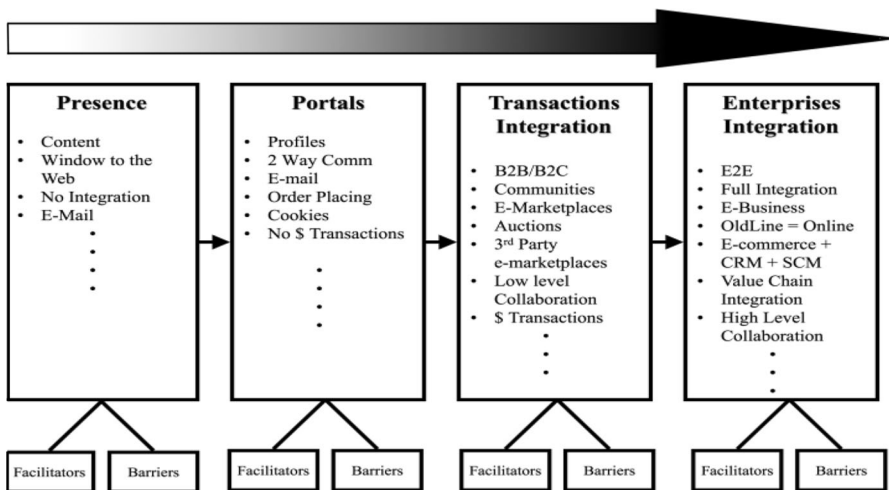 Presence
• Content
• Window to the
Web
• No Integration
• E-Mail
Portals
• Profiles
• 2 Way Comm
• E-mail
• Order Placing
• Cookies
• No $ Transactions
Transactions
Integration
• B2B/B2C
• Communities
• E-Marketplaces
• Auctions
• 3rd Party
e-marketplaces
• Low level
Collaboration
• $ Transactions
Enterprises
Integration
• E2E
• Full Integration
• E-Business
• OldLine = Online
• E-commerce +
CRM + SCM
• Value Chain
Integration
• High Level
Collaboration
Facilitators
Barriers
Facilitators
Barriers
Facilitators
Barriers
Facilitators
Barriers